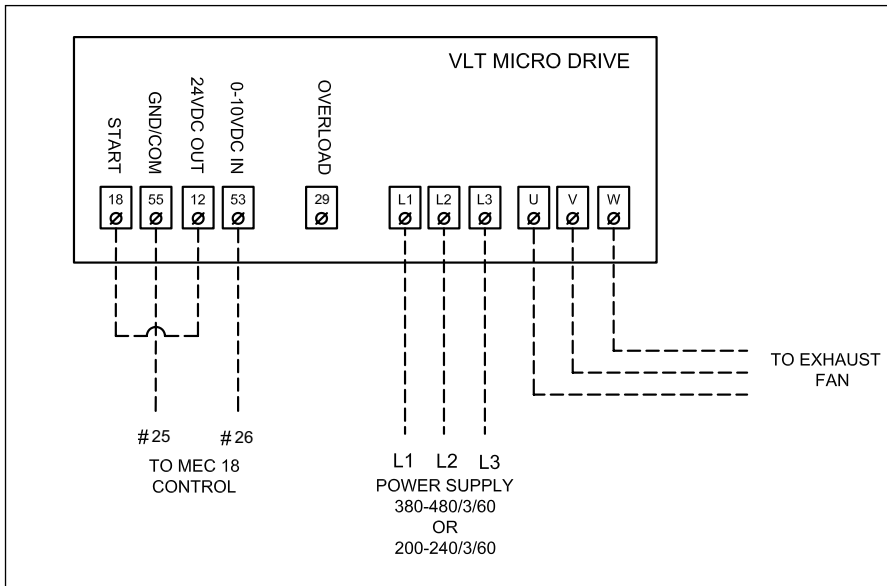 VLT MICRO DRIVE
START
GND/COM
24VDC OUT
0-10VDC IN
OVERLOAD
18
55
12
53
29
L1
L2
L3
U
V
W
TO EXHAUST
FAN
#25
#26
TO MEC 18
CONTROL
L1
L2
L3
POWER SUPPLY
380-480/3/60
OR
200-240/3/60